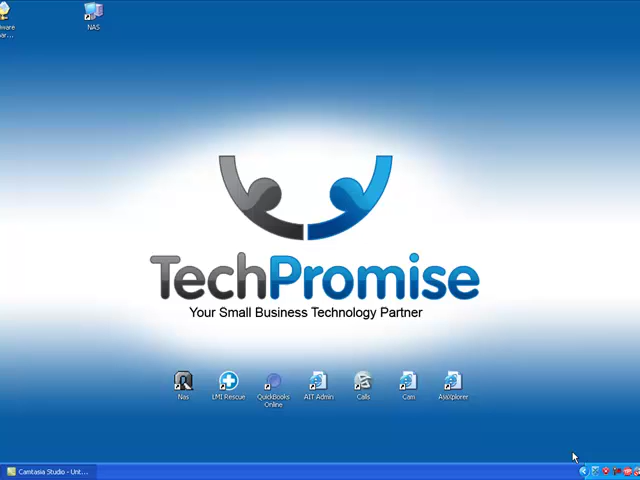 NAS
TechPromise
Your Small Business Technology Partner
Nas
LMI Rescue
QuickBooks
Online
AIT Admin
Calls
Cam
AjaXplorer
Camtasia Studio - Unt...